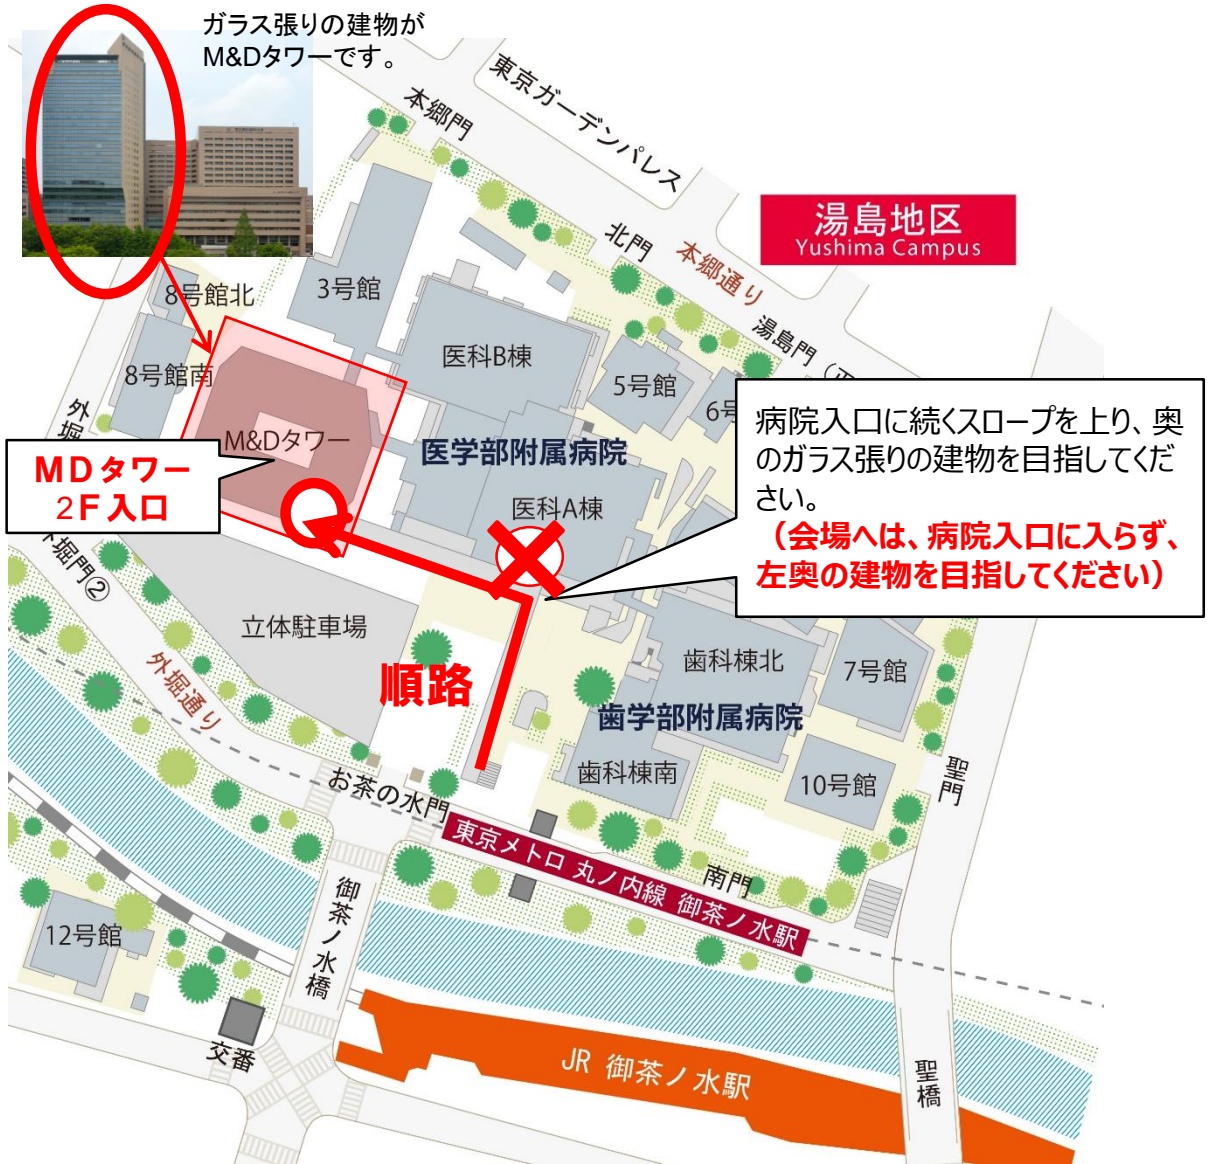 ガラス張りの建物が
M&Dタワーです。
東京ガーデンパレス
本郷門
湯島地区
Yushima Campus
北門
本郷通り
湯島門
8号館北
3号館
医科B棟
5号館
8号館南
6号
M&Dタワー
医学部附属病院
医科A棟
外堀
MDタワー
2F入口
病院入口に続くスロープを上り、奥
のガラス張りの建物を目指してくだ
さい。
（会場へは、病院入口に入らず、
左奥の建物を目指してください）
外堀門②
立体駐車場
外堀通り
順路
歯科棟北
7号館
歯学部附属病院
歯科棟南
10号館
聖門
お茶の水門
東京メトロ 丸ノ内線 御茶ノ水駅
南門
御茶ノ水橋
12号館
交番
JR 御茶ノ水駅
聖橋